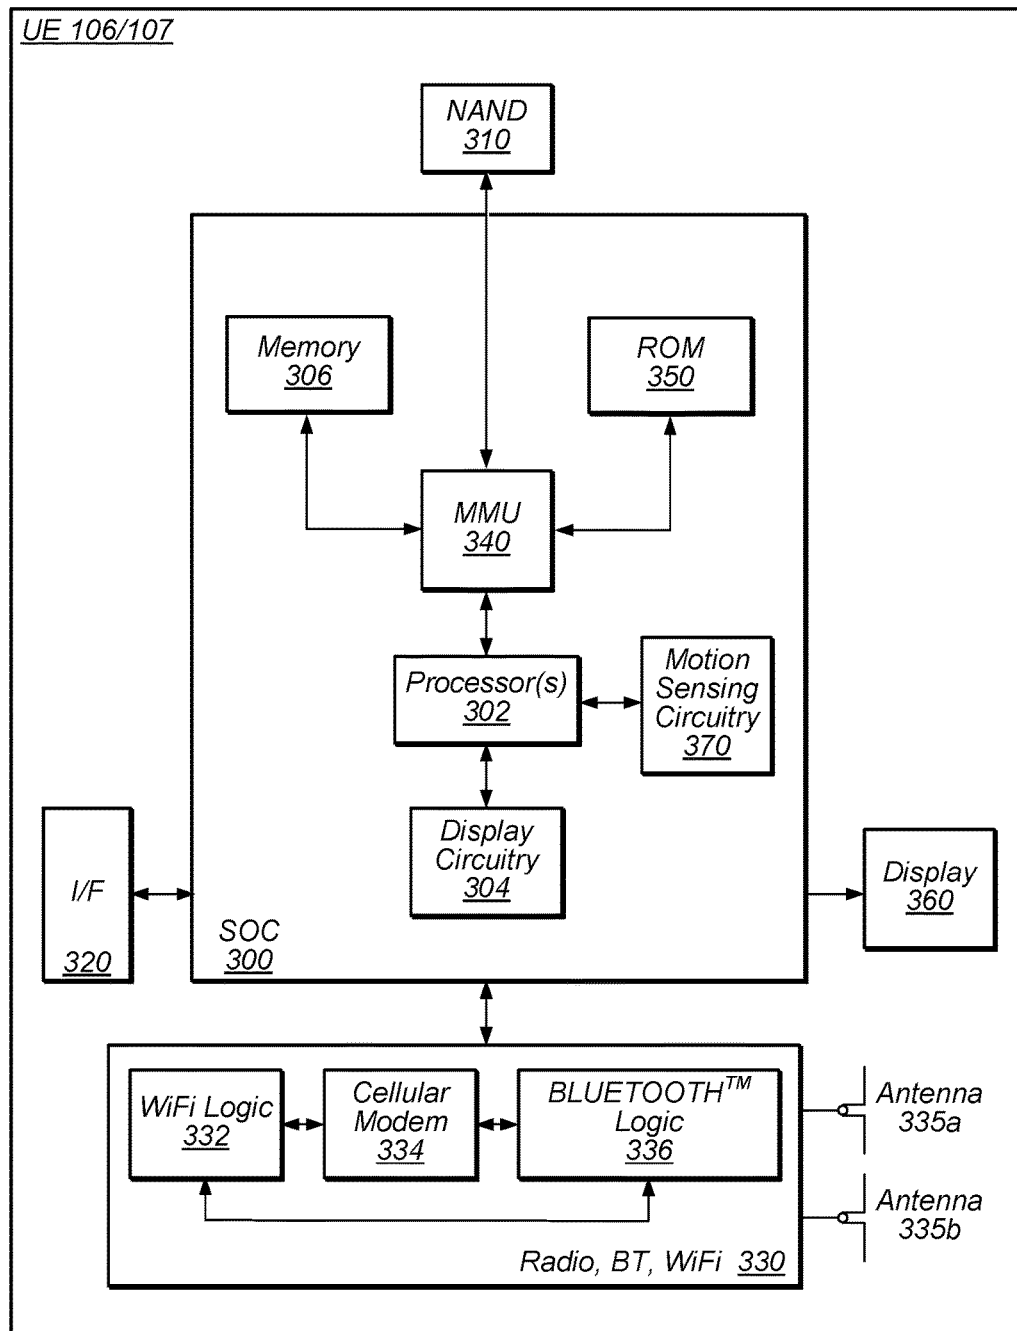 UE 106/107
NAND
310
Memory
306
ROM
350
MMU
340
Processor(s)
302
Motion
Sensing
Circuitry
370
Display
Circuitry
304
I/F
320
SOC
300
Display
360
WiFi Logic
332
Cellular
Modem
334
BLUETOOTH™
Logic
336
Antenna
335a
Antenna
335b
Radio, BT, WiFi 330